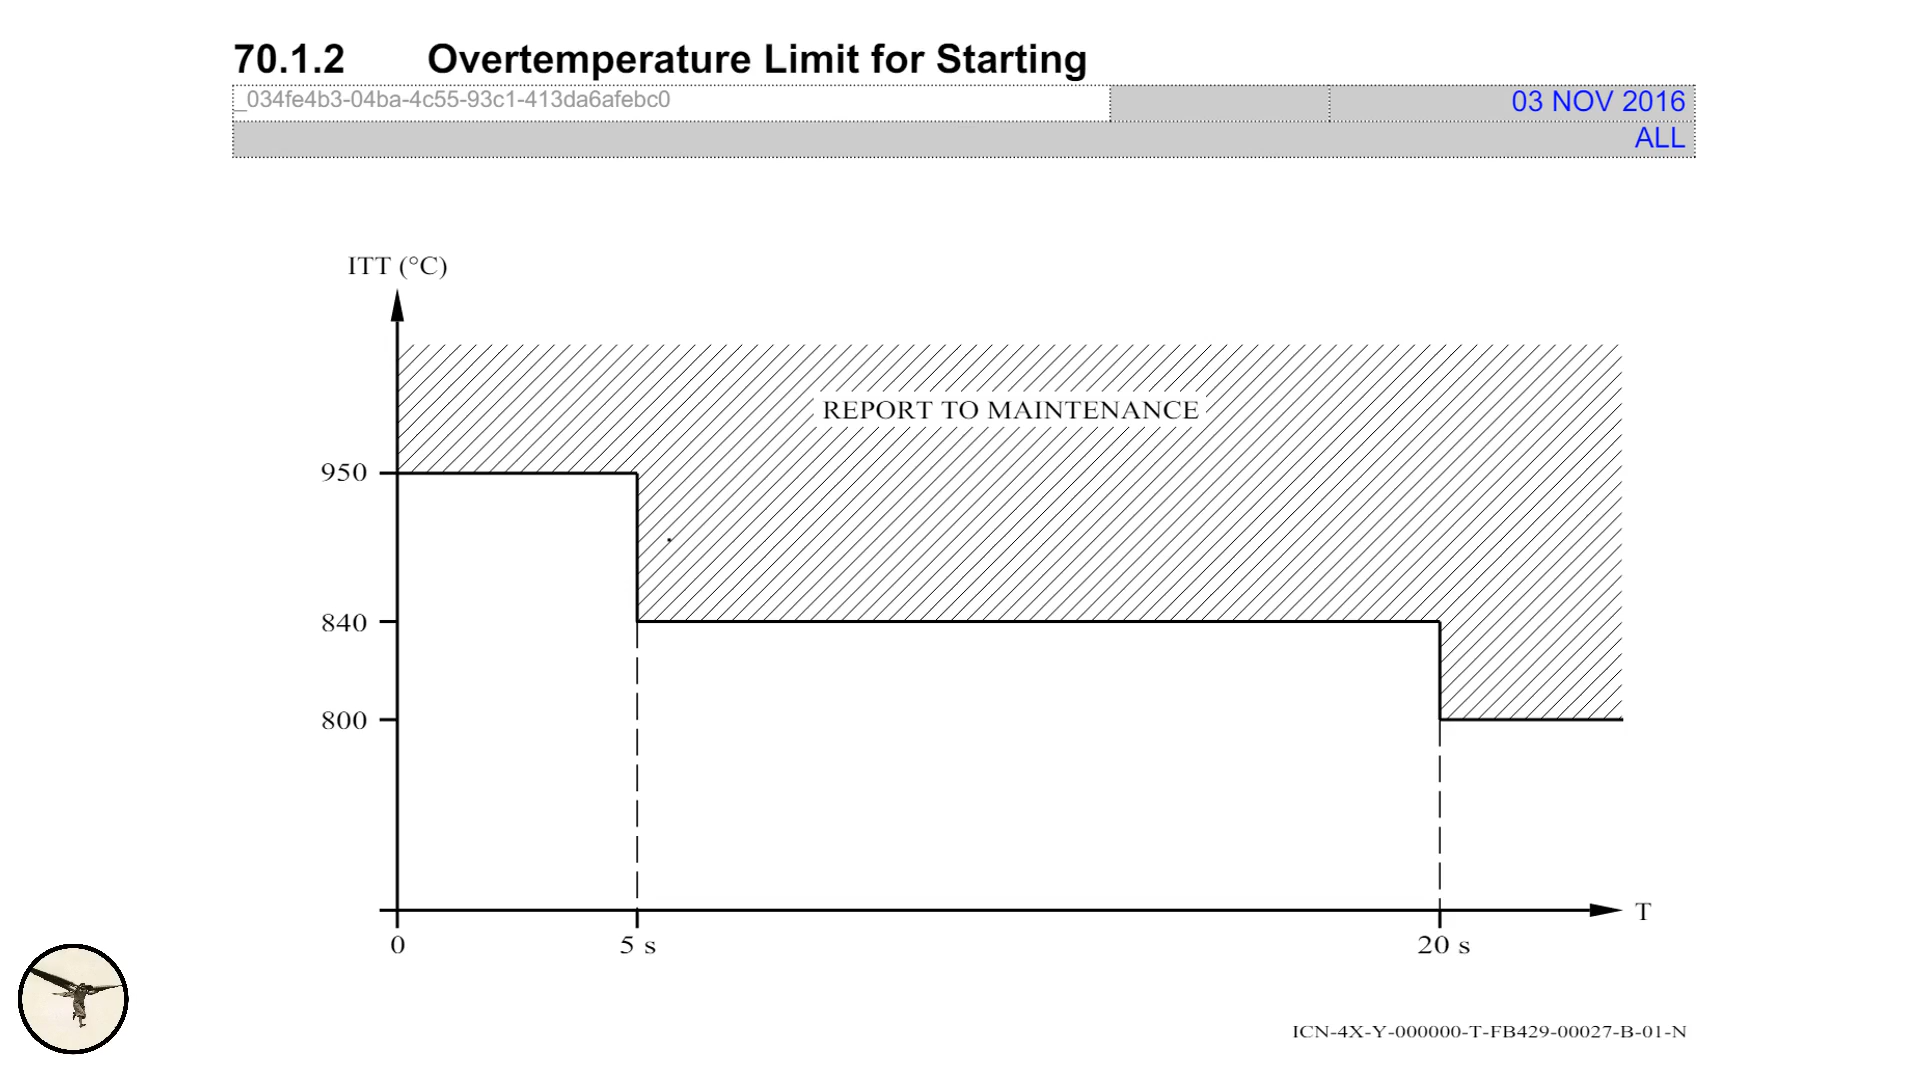 70.1.2 Overtemperature Limit for Starting
_034fe4b3-04ba-4c55-93c1-413da6afebc0 03 NOV 2016
ALL
ITT (°C)
REPORT TO MAINTENANCE
950
840
800
T
0 5 s 20 s
ICN-4X-Y-000000-T-FB429-00027-B-01-N